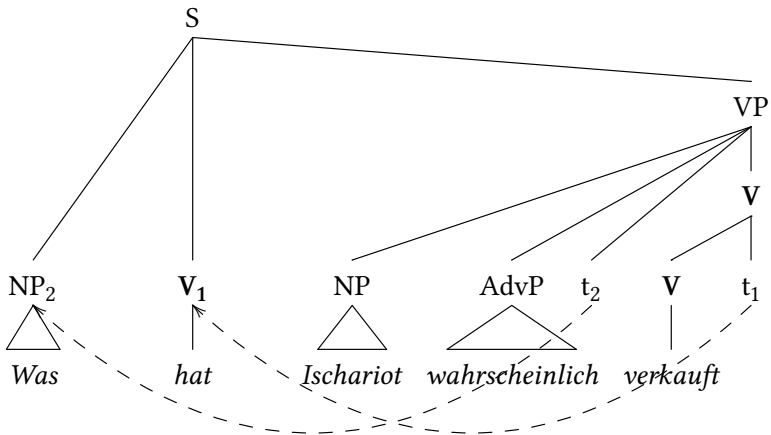 S
VP
V
NP₂ V₁ NP AdvP t₂ V t₁
Was hat Ischariot wahrscheinlich verkauft